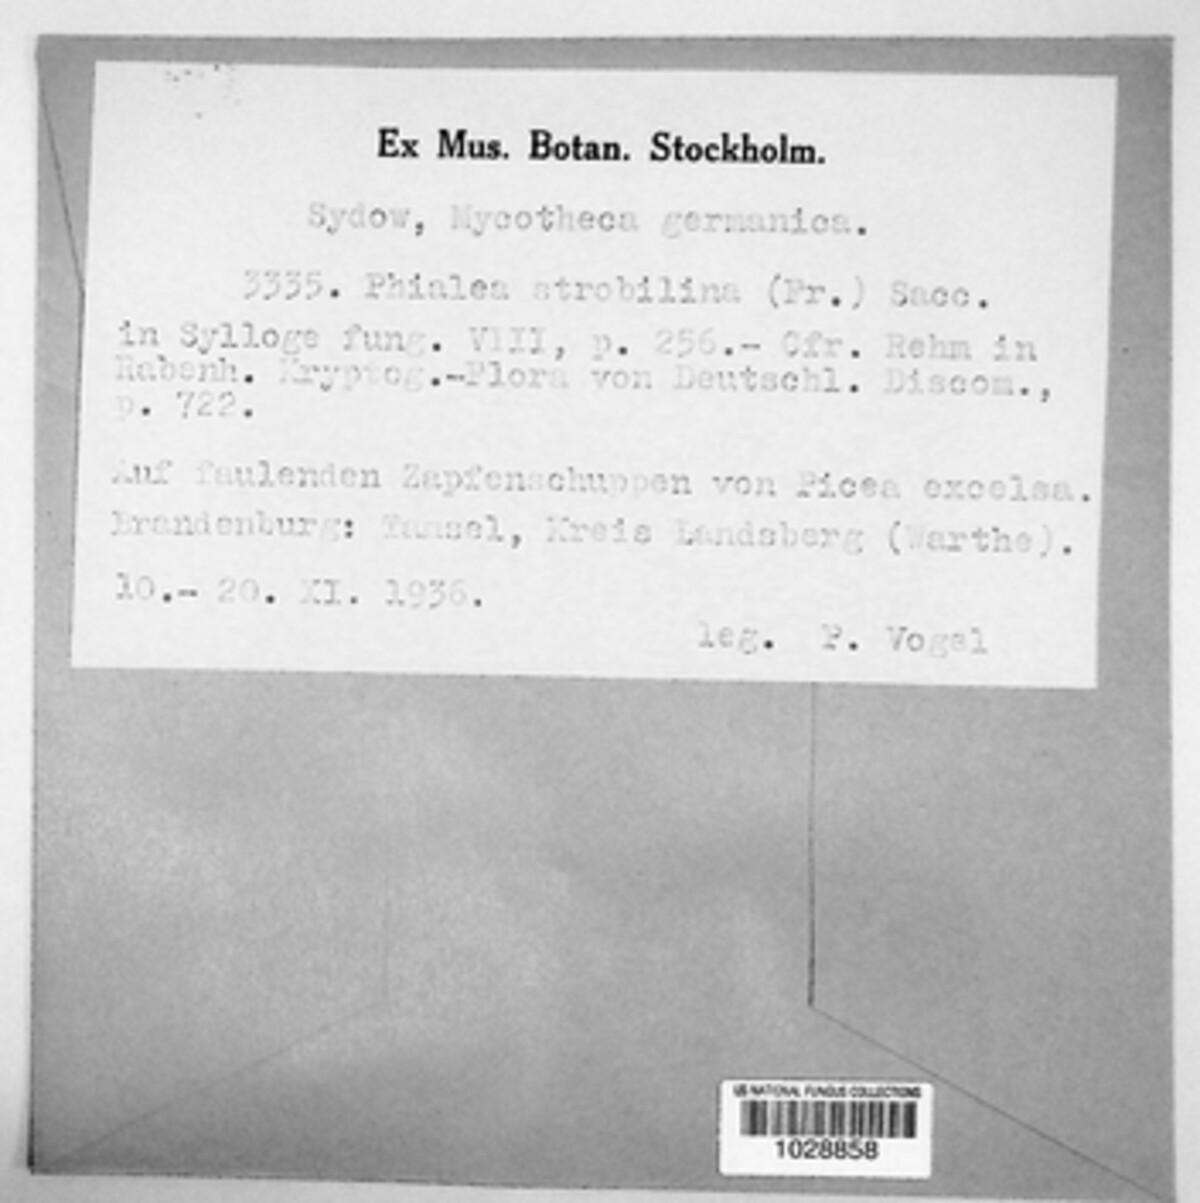 Ex Mus. Botan. Stockholm.
Sydow, Mycotheca germanica.
3335. Phialea strobilina (Fr.) Sacc.
in Sylloge fung. VIII, p. 256.- Cfr. Rehm in
Rabenh. Kryptog.-Flora von Deutschl. Discom.,
p. 722.
Auf faulenden Zapfenschuppen von Picea excelsa.
Brandenburg: Tamsel, Kreis Landsberg (Warthe).
10.- 20. XI. 1936.
leg. P. Vogel
US NATIONAL FUNGUS COLLECTIONS
1028858